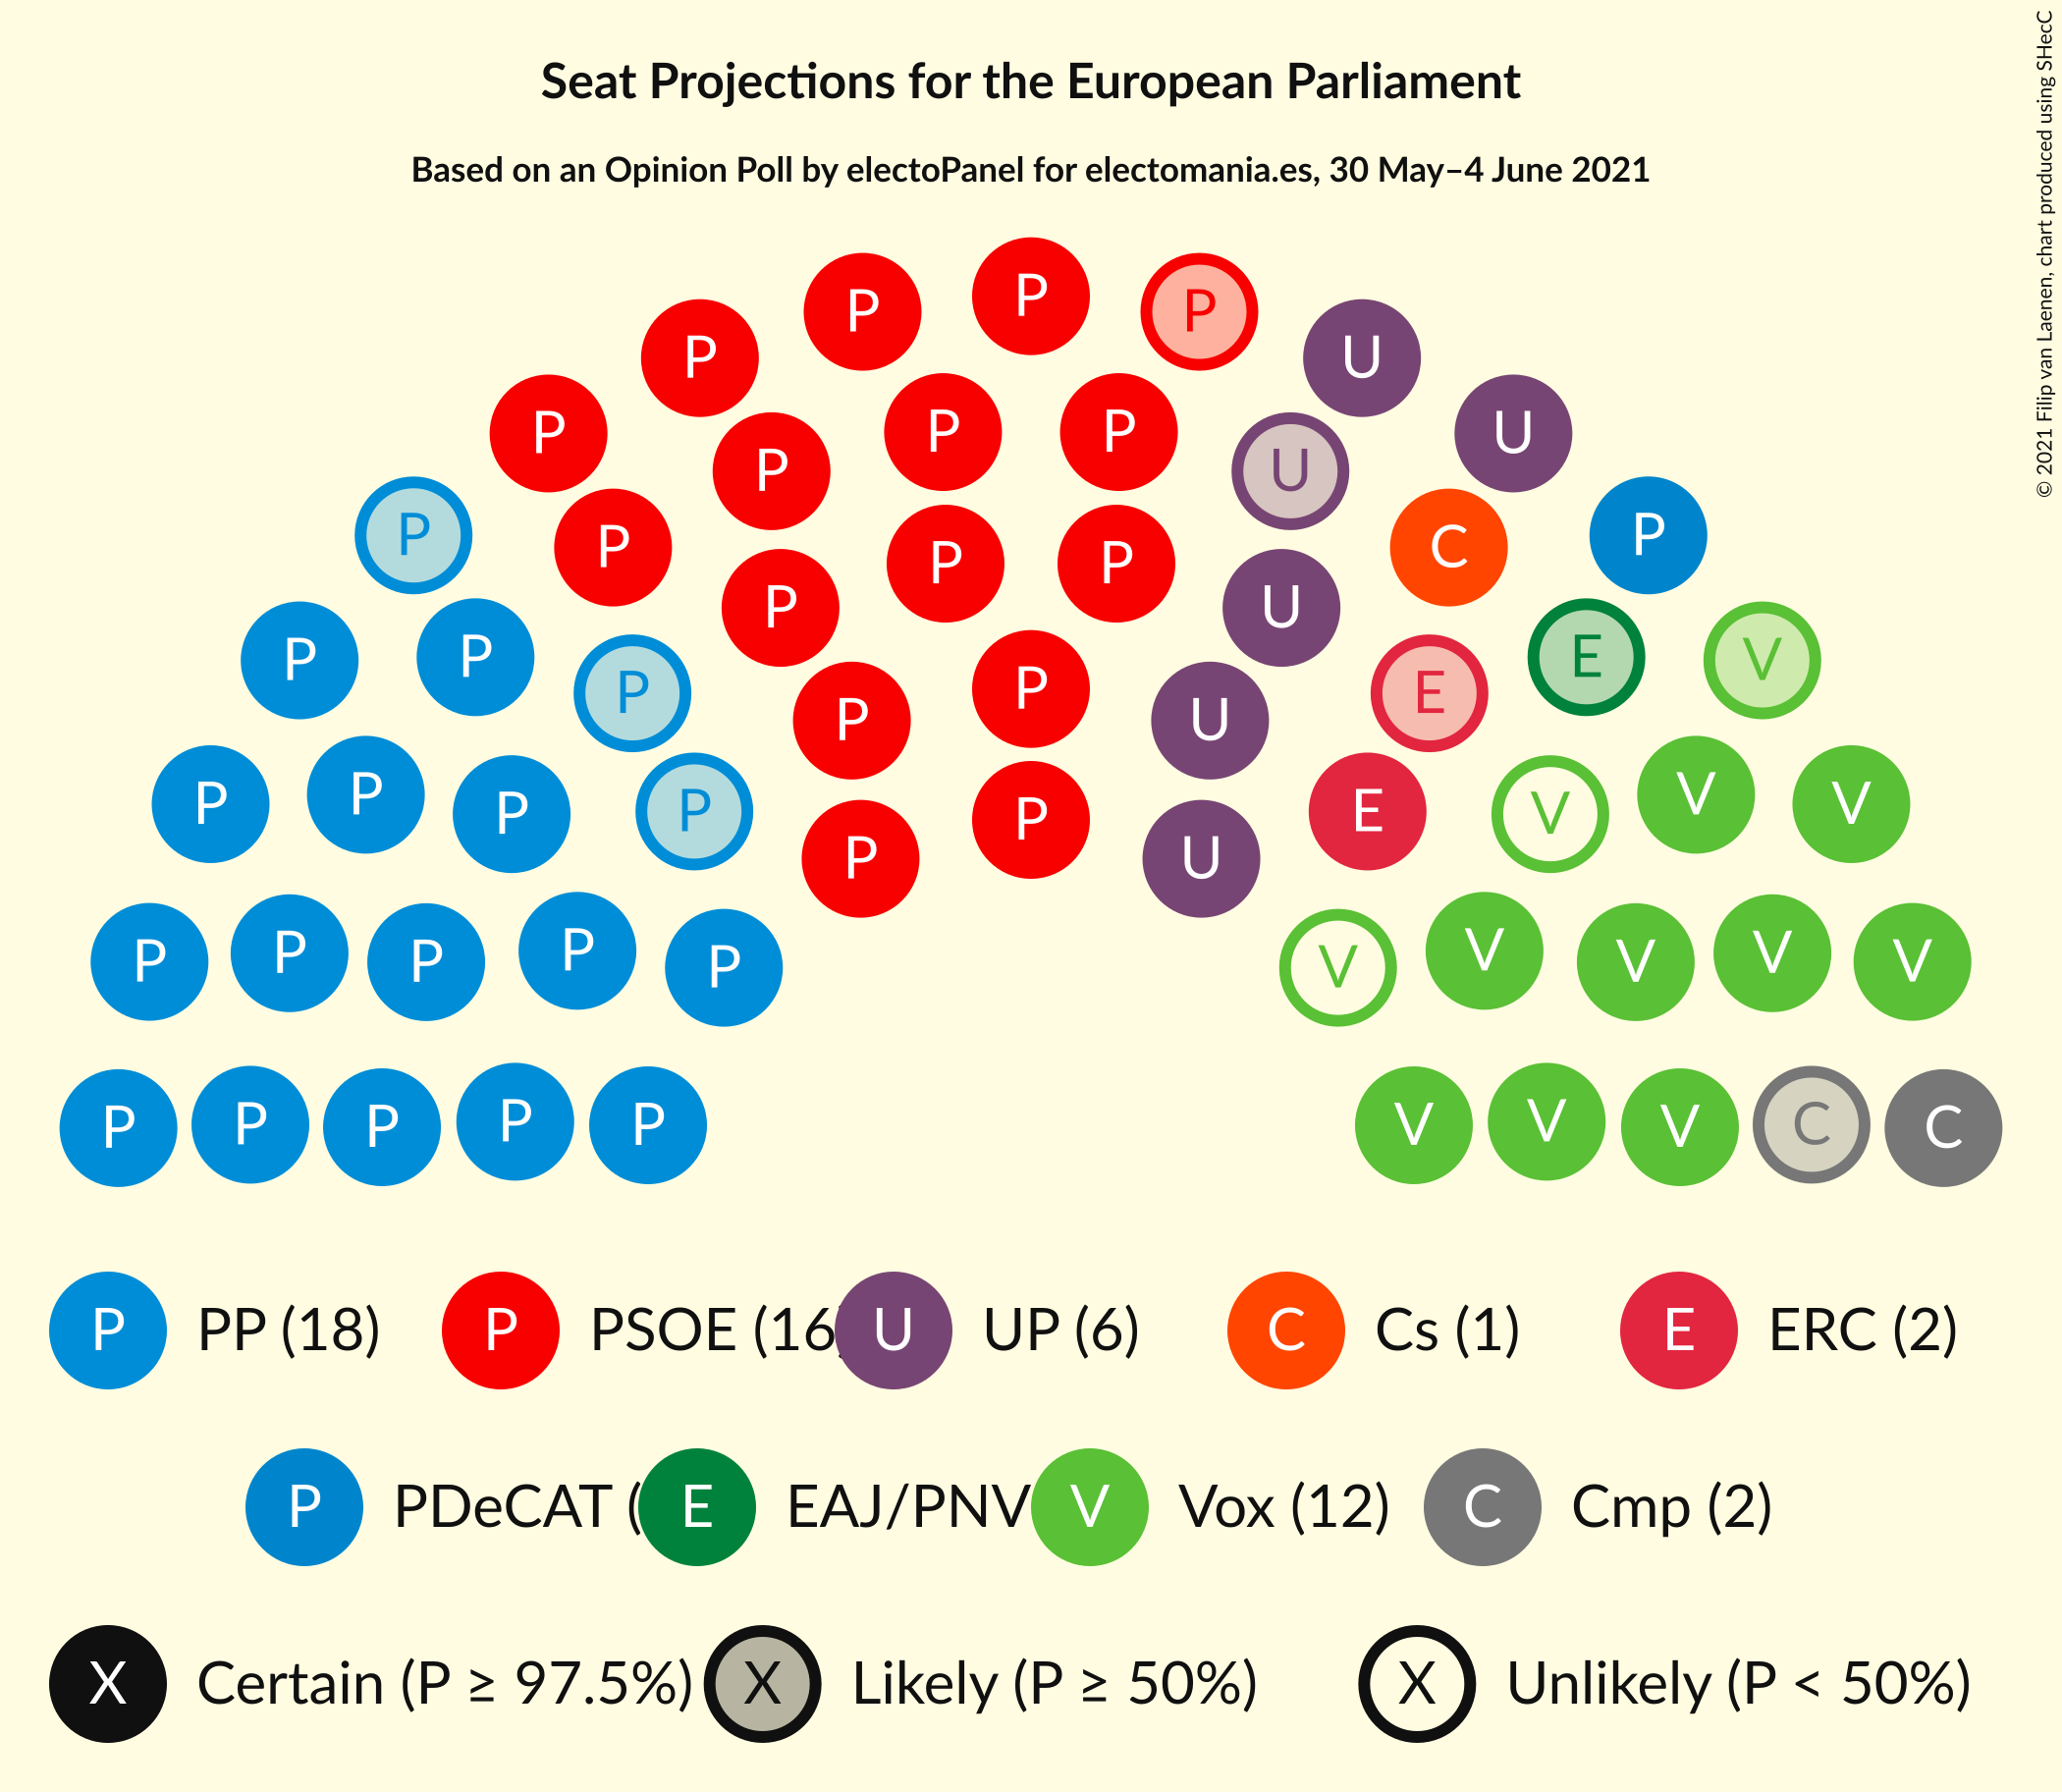 Seat Projections for the European Parliament
Based on an Opinion Poll by electoPanel for electomania.es, 30 May–4 June 2021
© 2021 Filip van Laenen, chart produced using SHecC
P P P P U
P P P P P U U
P P P C P
P P P U
P P P P E E V
P P U
P P P P P P U E V V V
P P P P P V V V V V
P P P P P V V V C C
P PP (18) P PSOE (16 U UP (6) C Cs (1) E ERC (2)
P PDeCAT ( E EAJ/PNV V Vox (12) C Cmp (2)
X Certain (P ≥ 97.5%) X Likely (P ≥ 50%) X Unlikely (P < 50%)